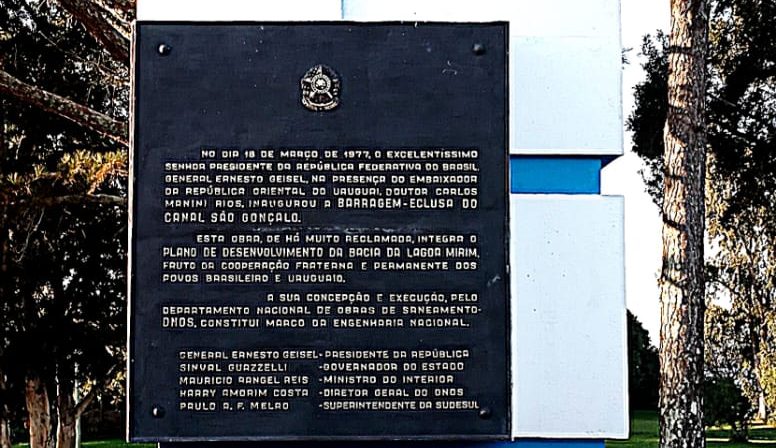 NO DIA 18 DE MARÇO DE 1977, O EXCELENTÍSSIMO
SENHOR PRESIDENTE DA REPÚBLICA FEDERATIVA DO BRASIL,
GENERAL ERNESTO GEISEL, NA PRESENÇA DO EMBAIXADOR
DA REPÚBLICA ORIENTAL DO URUGUAI, DOUTOR CARLOS
MANINI RIOS, INAUGUROU A BARRAGEM-ECLUSA DO
CANAL SÃO GONÇALO.
ESTA OBRA, DE HÁ MUITO RECLAMADA, INTEGRA O
PLANO DE DESENVOLVIMENTO DA BACIA DA LAGOA MIRIM,
FRUTO DA COOPERAÇÃO FRATERNA E PERMANENTE DOS
POVOS BRASILEIRO E URUGUAIO.
A SUA CONCEPÇÃO E EXECUÇÃO, PELO
DEPARTAMENTO NACIONAL DE OBRAS DE SANEAMENTO-
DNOS, CONSTITUI MARCO DA ENGENHARIA NACIONAL.
GENERAL ERNESTO GEISEL - PRESIDENTE DA REPÚBLICA
SINVAL GUAZZELLI - GOVERNADOR DO ESTADO
MAURICIO RANGEL REIS - MINISTRO DO INTERIOR
HARRY AMORIM COSTA - DIRETOR GERAL DO DNOS
PAULO A. F. MELRO - SUPERINTENDENTE DA SUDESUL